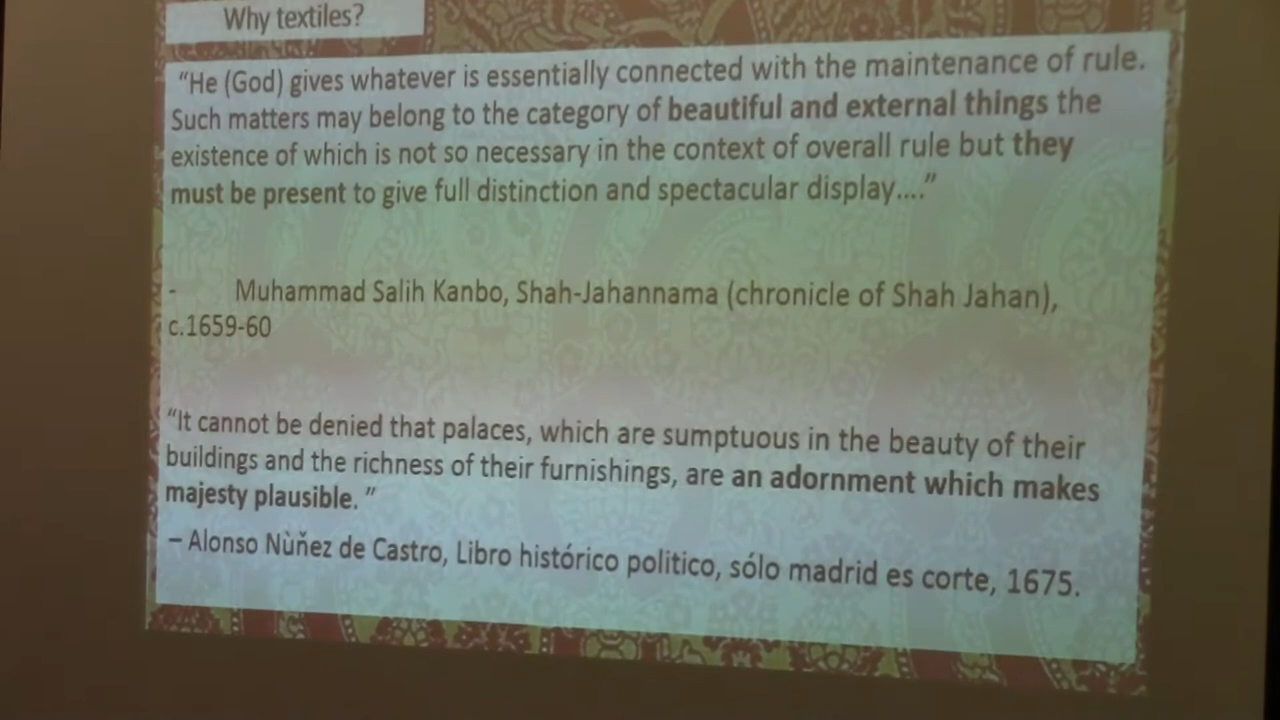 Why textiles?
“He (God) gives whatever is essentially connected with the maintenance of rule.
Such matters may belong to the category of beautiful and external things the
existence of which is not so necessary in the context of overall rule but they
must be present to give full distinction and spectacular display....”
- Muhammad Salih Kanbo, Shah-Jahannama (chronicle of Shah Jahan),
c.1659-60
“It cannot be denied that palaces, which are sumptuous in the beauty of their
buildings and the richness of their furnishings, are an adornment which makes
majesty plausible. ”
– Alonso Nùňez de Castro, Libro histórico politico, sólo madrid es corte, 1675.